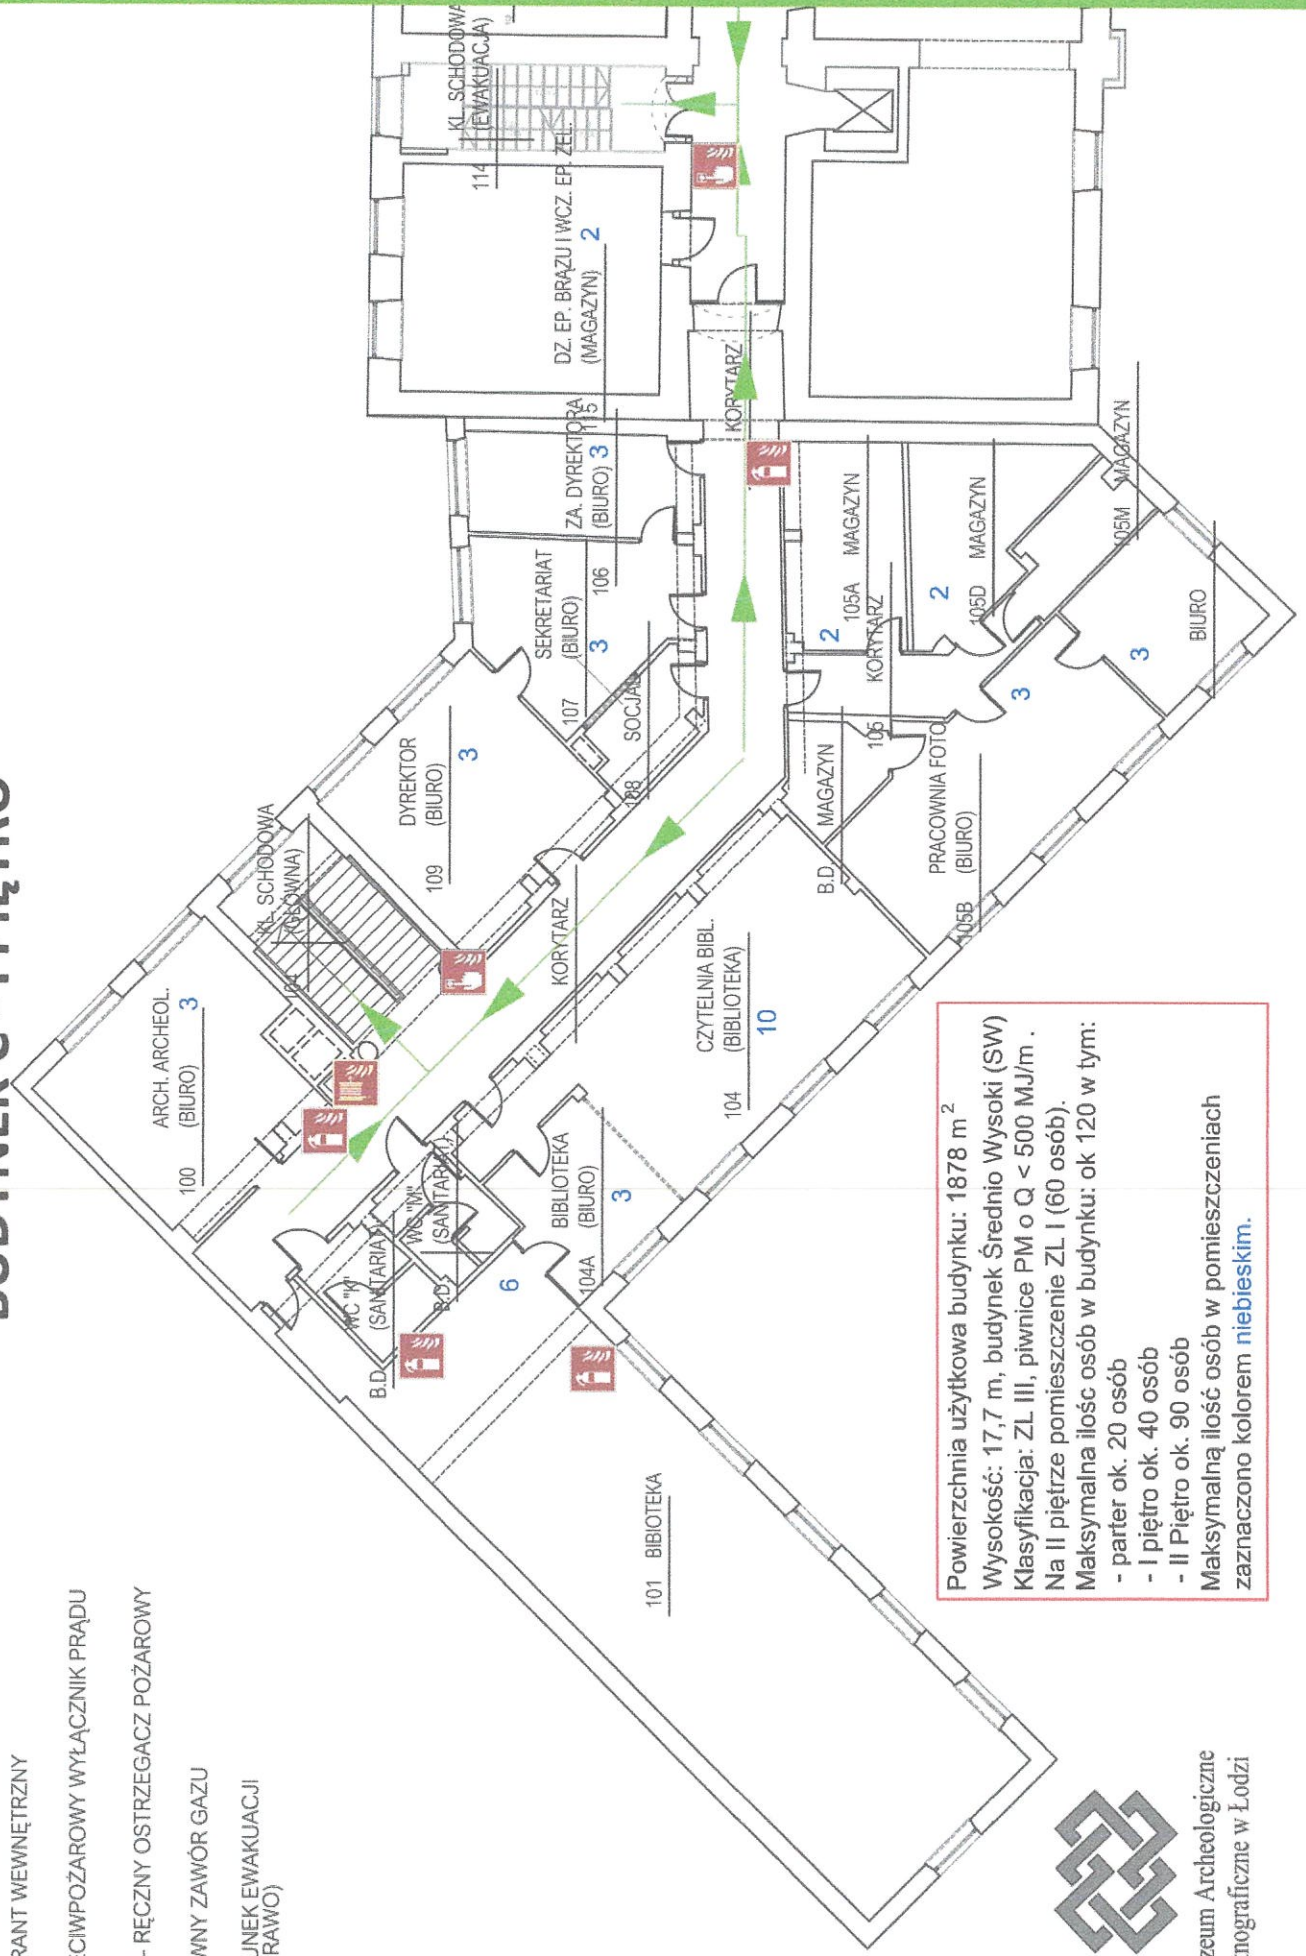 BUDYNEK C - I PIĘTRO
RANT WEWNĘTRZNY
CIWPOŻAROWY WYŁĄCZNIK PRĄDU
- RĘCZNY OSTRZEGACZ POŻAROWY
WNY ZAWÓR GAZU
UNEK EWAKUACJI
RAWO)
100
ARCH. ARCHEOL.
(BIURO)
3
KL. SCHODOWA
(GŁÓWNA)
109
DYREKTOR
(BIURO)
3
107
SEKRETARIAT
(BIURO)
3
106
ZA. DYREKTORA
(BIURO) 3
108
SOCJAL
115
DZ. EP. BRĄZU I WCZ. EP. ŻEL.
(MAGAZYN)
2
114
KL. SCHODOWA
(EWAKUACJA)
KORYTARZ
KORYTARZ
B.D.
WC "K"
(SANITARIAT)
B.D.
WC "M"
(SANITARIAT)
6
104A
BIBLIOTEKA
(BIURO)
3
104
CZYTELNIA BIBL.
(BIBLIOTEKA)
10
B.D.
MAGAZYN
105
KORYTARZ
105A MAGAZYN
2
105D MAGAZYN
2
105M MAGAZYN
105B
PRACOWNIA FOTO
(BIURO)
3
BIURO
3
101 BIBIOTEKA
Powierzchnia użytkowa budynku: 1878 m²
Wysokość: 17,7 m, budynek Średnio Wysoki (SW)
Klasyfikacja: ZL III, piwnice PM o Q < 500 MJ/m .
Na II piętrze pomieszczenie ZL I (60 osób).
Maksymalna ilość osób w budynku: ok 120 w tym:
- parter ok. 20 osób
- I piętro ok. 40 osób
- II Piętro ok. 90 osób
Maksymalną ilość osób w pomieszczeniach
zaznaczono kolorem niebieskim.
zeum Archeologiczne
nograficzne w Łodzi